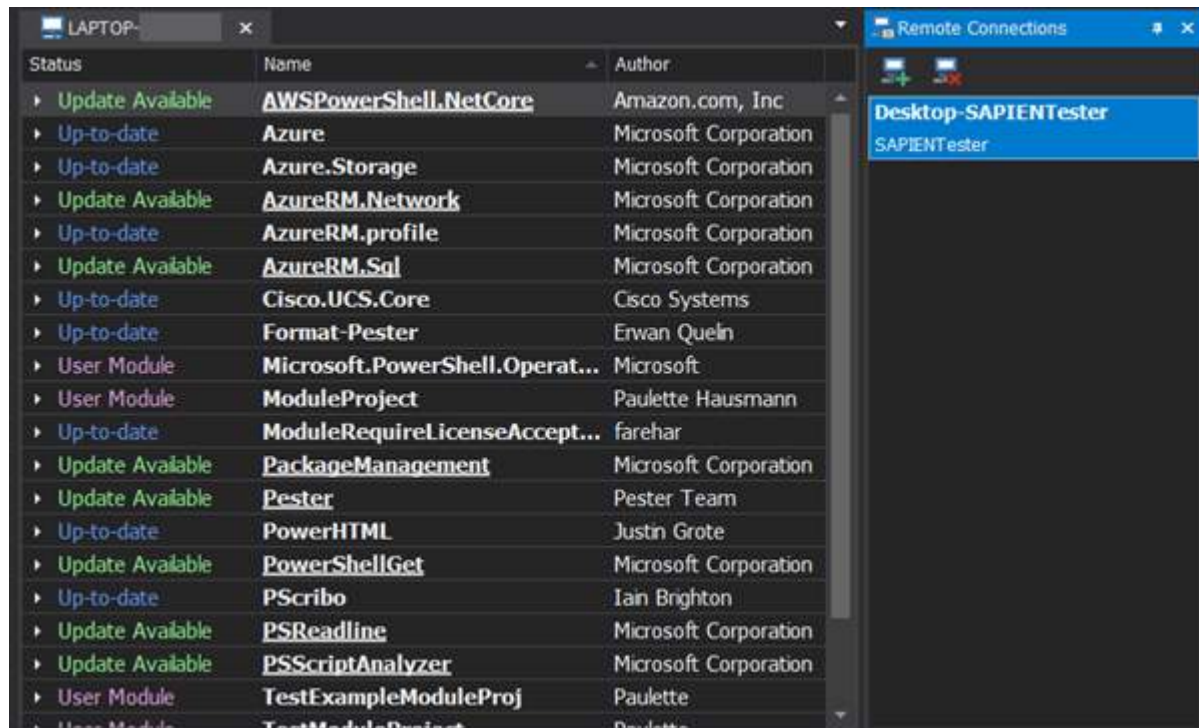 LAPTOP-
Remote Connections
Status Name Author
Update Available AWSPowerShell.NetCore Amazon.com, Inc
Up-to-date Azure Microsoft Corporation
Up-to-date Azure.Storage Microsoft Corporation
Update Available AzureRM.Network Microsoft Corporation
Up-to-date AzureRM.profile Microsoft Corporation
Update Available AzureRM.Sql Microsoft Corporation
Up-to-date Cisco.UCS.Core Cisco Systems
Up-to-date Format-Pester Erwan Quelin
User Module Microsoft.PowerShell.Operat... Microsoft
User Module ModuleProject Paulette Hausmann
Up-to-date ModuleRequireLicenseAccept... farehar
Update Available PackageManagement Microsoft Corporation
Update Available Pester Pester Team
Up-to-date PowerHTML Justin Grote
Update Available PowerShellGet Microsoft Corporation
Up-to-date PScribo Iain Brighton
Update Available PSReadline Microsoft Corporation
Update Available PSScriptAnalyzer Microsoft Corporation
User Module TestExampleModuleProj Paulette
User Module TestModuleProject Paulette
Desktop-SAPIENTester
SAPIENTester